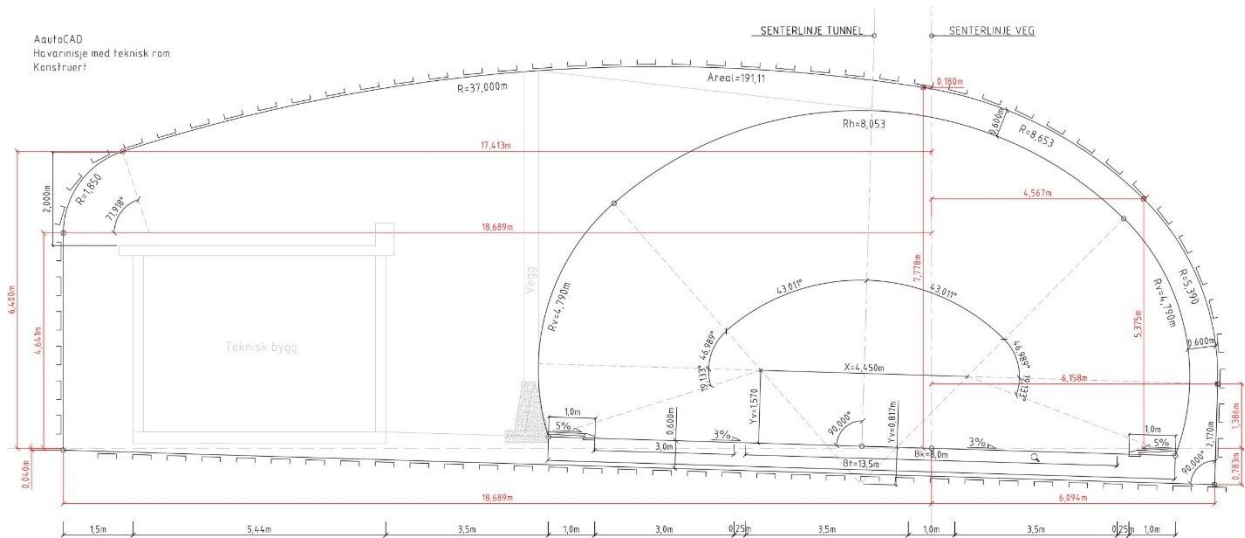 AautoCAD
Havarinisje med teknisk rom
Konstruert
SENTERLINJE TUNNEL
SENTERLINJE VEG
R=37,000m
Areal=191,11
0,180m
Rh=8,053
0,600m
R=8,653
17,413m
R=1,850
2,000m
71,918°
4,567m
18,689m
6,400m
4,641m
Vegg
7,778m
Rv=4,790m
43,011°
43,011°
Rv=4,790m
R=5,390
5,375m
Teknisk bygg
46,989°
46,989°
0,600m
19,133°
19,133°
X=4,450m
6,158m
1,0m
5%
Yv=1,570
0,600m
3%
90,000°
Yv=0,817m
3%
1,0m
5%
1,386m
2,170m
3,0m
Bk=8,0m
Bt=13,5m
0,783m
90,000°
0,040m
18,689m
6,094m
1,5m
5,44m
3,5m
1,0m
3,0m
0,25m
3,5m
1,0m
3,5m
0,25m
1,0m